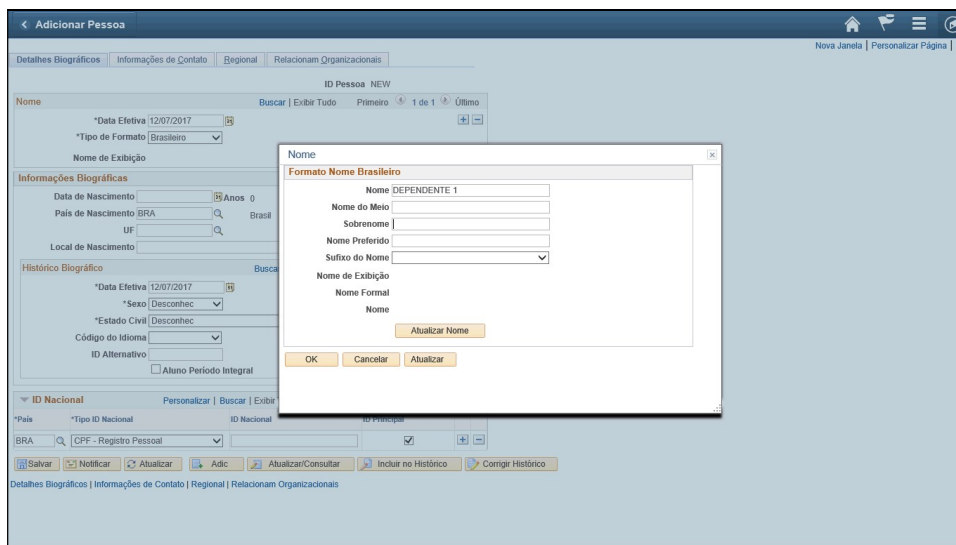 Adicionar Pessoa
Nova Janela | Personalizar Página |
Detalhes Biográficos Informações de Contato Regional Relacionam Organizacionais
ID Pessoa NEW
Nome Buscar | Exibir Tudo Primeiro 1 de 1 Último
*Data Efetiva 12/07/2017
*Tipo de Formato Brasileiro
Nome de Exibição
Informações Biográficas
Data de Nascimento Anos 0
País de Nascimento BRA Brasil
UF
Local de Nascimento
Histórico Biográfico Busca
*Data Efetiva 12/07/2017
*Sexo Desconhec
*Estado Civil Desconhec
Código do Idioma
ID Alternativo
Aluno Período Integral
Nome
Formato Nome Brasileiro
Nome DEPENDENTE 1
Nome do Meio
Sobrenome
Nome Preferido
Sufixo do Nome
Nome de Exibição
Nome Formal
Nome
Atualizar Nome
OK Cancelar Atualizar
ID Nacional Personalizar | Buscar | Exibir
*País *Tipo ID Nacional ID Nacional ID Principal
BRA CPF - Registro Pessoal
Salvar Notificar Atualizar Adic Atualizar/Consultar Incluir no Histórico Corrigir Histórico
Detalhes Biográficos | Informações de Contato | Regional | Relacionam Organizacionais